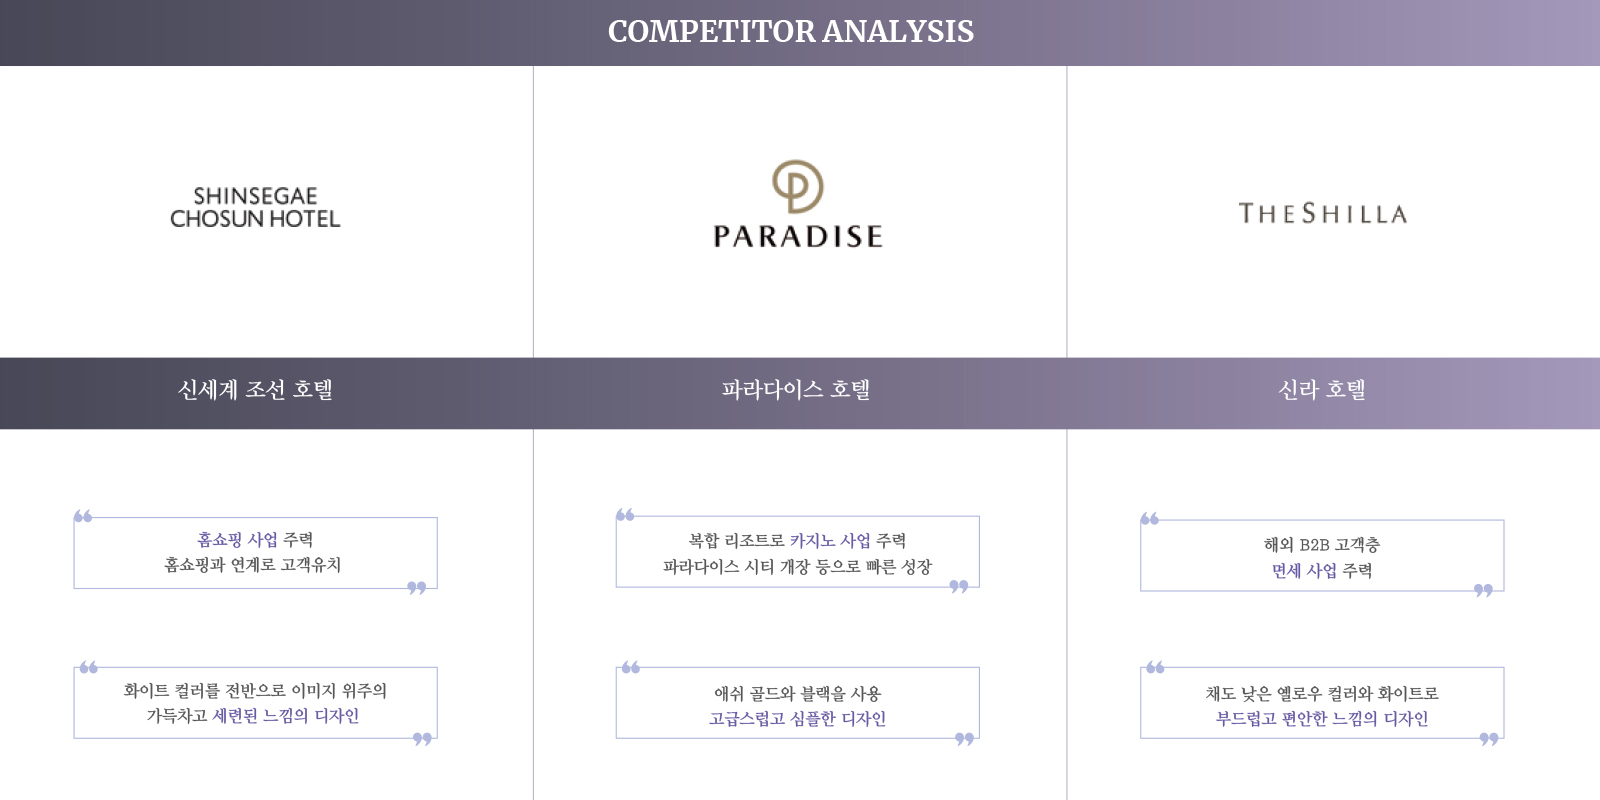 COMPETITOR ANALYSIS
SHINSEGAE
CHOSUN HOTEL
PARADISE
THE SHILLA
신세계 조선 호텔
파라다이스 호텔
신라 호텔
홈쇼핑 사업 주력
홈쇼핑과 연계로 고객유치
복합 리조트로 카지노 사업 주력
파라다이스 시티 개장 등으로 빠른 성장
해외 B2B 고객층
면세 사업 주력
화이트 컬러를 전반으로 이미지 위주의
가득차고 세련된 느낌의 디자인
애쉬 골드와 블랙을 사용
고급스럽고 심플한 디자인
채도 낮은 옐로우 컬러와 화이트로
부드럽고 편안한 느낌의 디자인